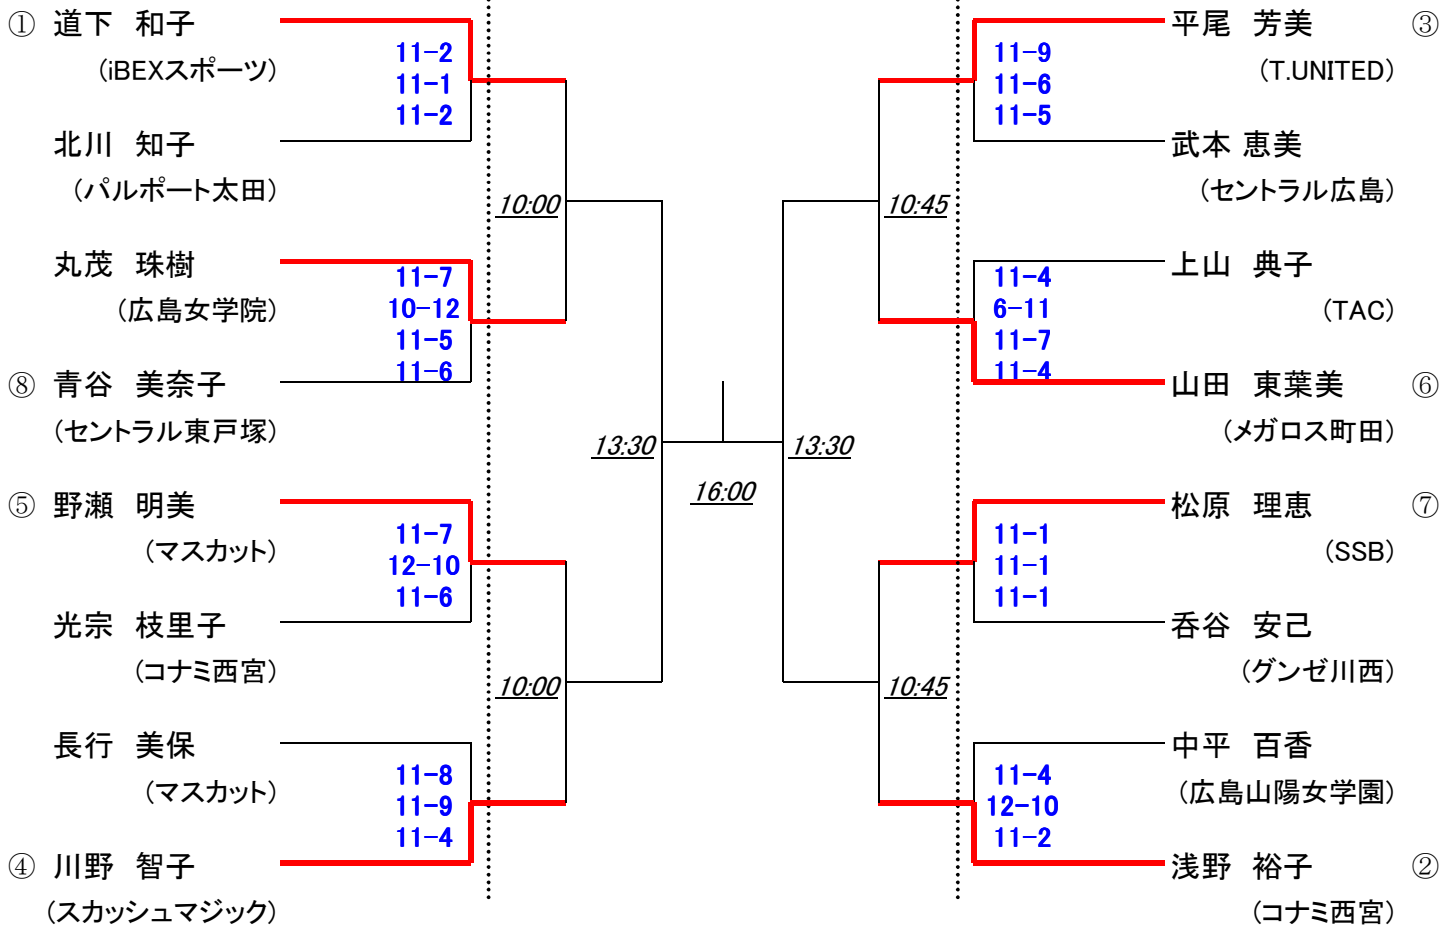 ① 道下 和子
11-2
(iBEXスポーツ)
11-1
11-2
北川 知子
(パルポート太田)
10:00
丸茂 珠樹
11-7
(広島女学院)
10-12
11-5
11-6
⑧ 青谷 美奈子
(セントラル東戸塚)
13:30
⑤ 野瀬 明美
11-7
(マスカット)
12-10
11-6
光宗 枝里子
(コナミ西宮)
10:00
長行 美保
11-8
(マスカット)
11-9
11-4
④ 川野 智子
(スカッシュマジック)
16:00
平尾 芳美 ③
11-9
(T.UNITED)
11-6
11-5
武本 恵美
(セントラル広島)
10:45
上山 典子
11-4
6-11
(TAC)
11-7
11-4
山田 東葉美 ⑥
(メガロス町田)
13:30
松原 理恵 ⑦
11-1
(SSB)
11-1
11-1
呑谷 安己
(グンゼ川西)
10:45
中平 百香
11-4
(広島山陽女学園)
12-10
11-2
浅野 裕子 ②
(コナミ西宮)